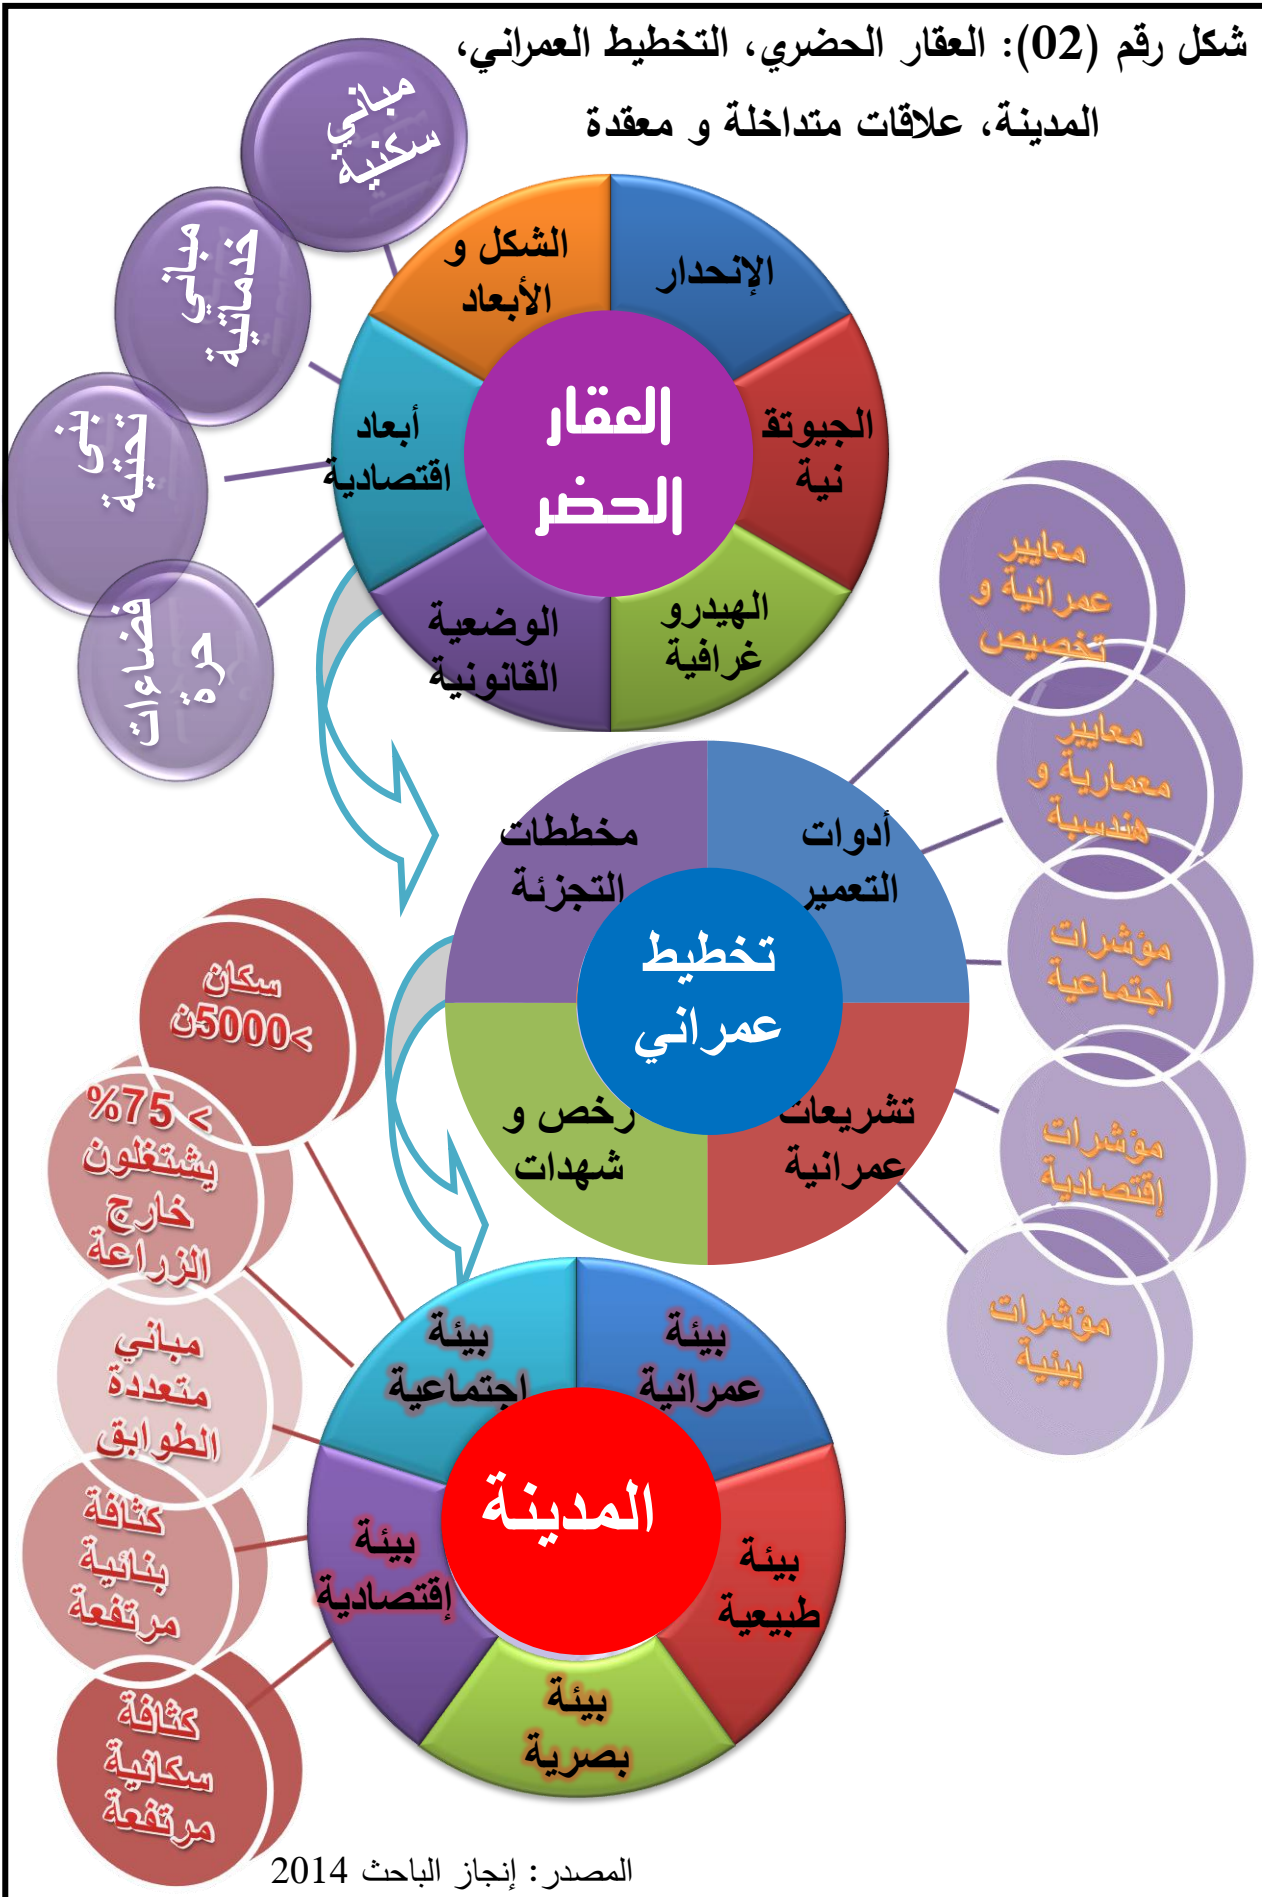 شكل رقم (02): العقار الحضري، التخطيط العمراني،
المدينة، علاقات متداخلة و معقدة
مباني
سكنية
مباني
خدماتية
بنى
تحتية
فضاءات
حرة
الشكل و
الأبعاد
الإنحدار
أبعاد
اقتصادية
الجيوتق
نية
الوضعية
القانونية
الهيدرو
غرافية
العقار
الحضر
معايير
عمرانية و
تخصيص
معايير
معمارية و
هندسبة
مؤشرات
اجتماعية
مؤشرات
إقتصادية
مؤشرات
بيئية
مخططات
التجزئة
أدوات
التعمير
رخص و
شهدات
تشريعات
عمرانية
تخطيط
عمراني
سكان
>5000ن
> 75%
يشتغلون
خارج
الزراعة
مباني
متعددة
الطوابق
كثافة
بنائية
مرتفعة
كثافة
سكانية
مرتفعة
بيئة
اجتماعية
بيئة
عمرانية
بيئة
إقتصادية
بيئة
طبيعية
بيئة
بصرية
المدينة
المصدر: إنجاز الباحث 2014